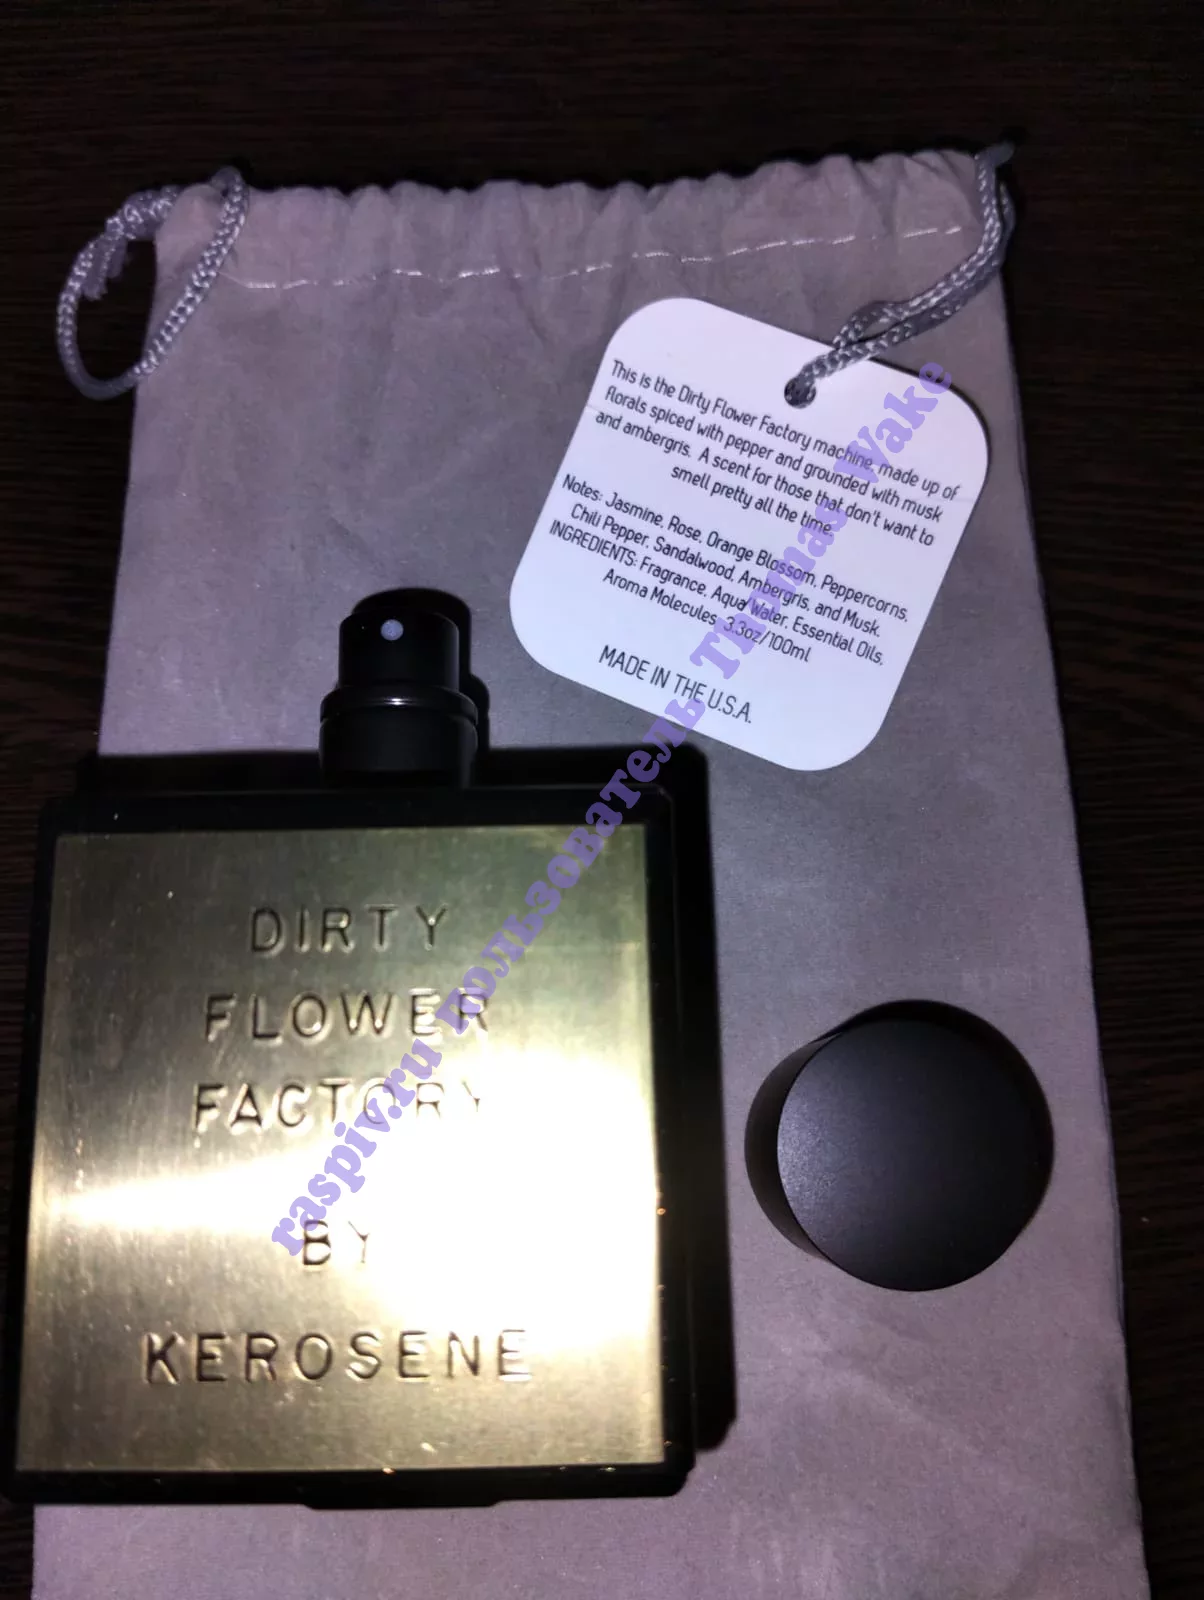 This is the Dirty Flower Factory machine, made up of
florals spiced with pepper and grounded with musk
and ambergris. A scent for those that don't want to
smell pretty all the time.
Notes: Jasmine, Rose, Orange Blossom, Peppercorns,
Chili Pepper, Sandalwood, Ambergris, and Musk.
INGREDIENTS: Fragrance, Aqua/Water, Essential Oils,
Aroma Molecules 3.3oz/100ml
MADE IN THE U.S.A.
DIRTY
FLOWER
FACTORY
BY
KEROSENE
raspiv.ru пользователь Thomas Wake